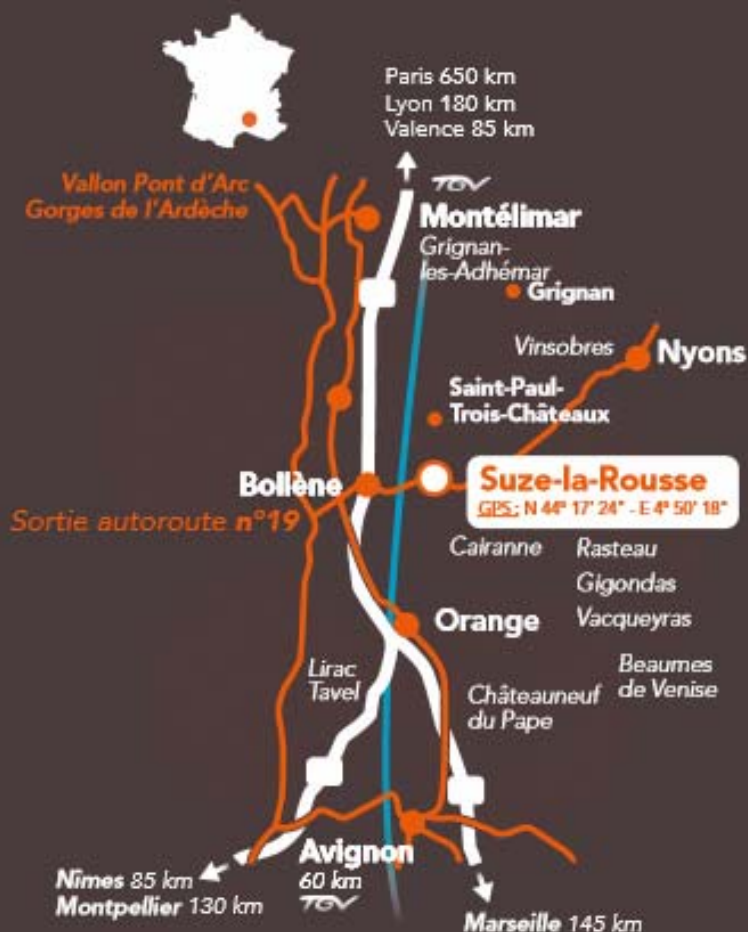 Paris 650 km
Lyon 180 km
Valence 85 km
TGV
Vallon Pont d'Arc
Gorges de l'Ardèche
Montélimar
Grignan-
les-Adhémar
Grignan
Vinsobres
Nyons
Saint-Paul-
Trois-Châteaux
Bollène
Suze-la-Rousse
GPS: N 44° 17' 24" - E 4° 50' 18"
Sortie autoroute n°19
Cairanne
Rasteau
Gigondas
Vacqueyras
Orange
Beaumes
de Venise
Lirac
Tavel
Châteauneuf
du Pape
Avignon
60 km
TGV
Nîmes 85 km
Montpellier 130 km
Marseille 145 km